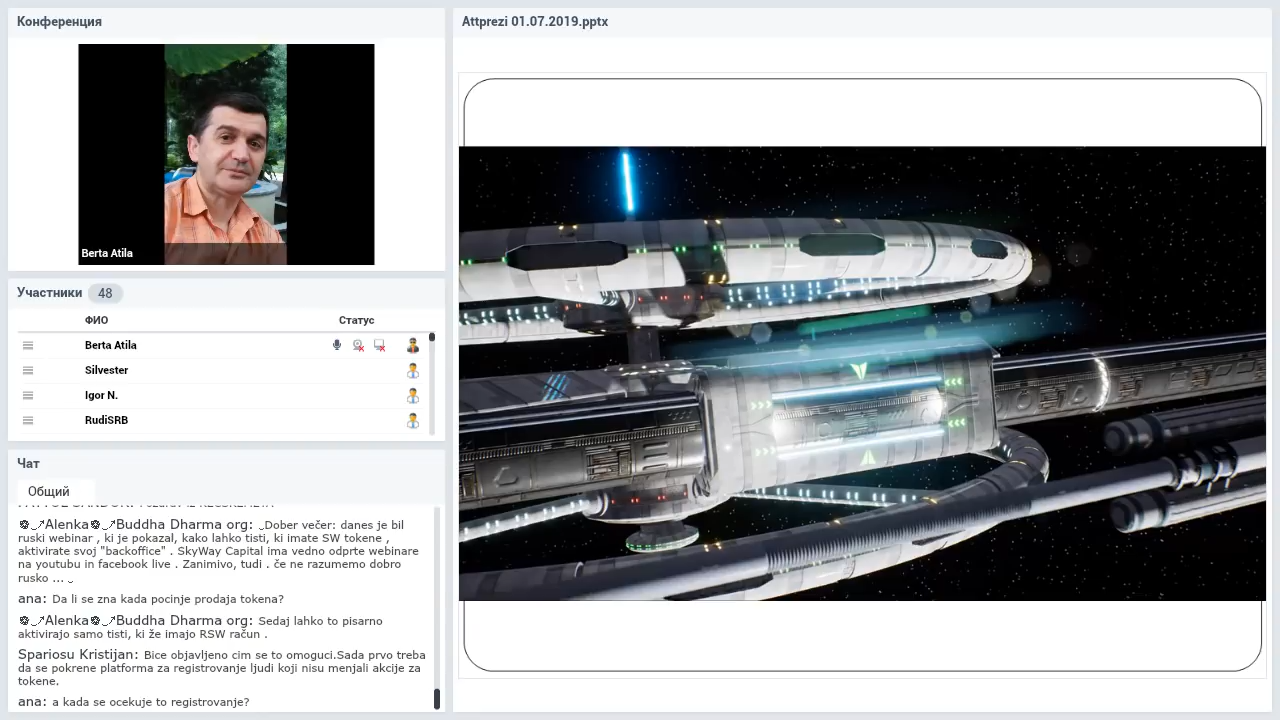 Конференция
Berta Atila
Участники 48
ФИО Статус
Berta Atila
Silvester
Igor N.
RudiSRB
Чат
Общий
Alenka Buddha Dharma org: Dober večer: danes je bil
ruski webinar , ki je pokazal, kako lahko tisti, ki imate SW tokene ,
aktivirate svoj "backoffice" . SkyWay Capital ima vedno odprte webinare
na youtubu in facebook live . Zanimivo, tudi . če ne razumemo dobro
rusko ...
ana: Da li se zna kada pocinje prodaja tokena?
Alenka Buddha Dharma org: Sedaj lahko to pisarno
aktivirajo samo tisti, ki že imajo RSW račun .
Spariosu Kristijan: Bice objavljeno cim se to omoguci.Sada prvo treba
da se pokrene platforma za registrovanje ljudi koji nisu menjali akcije za
tokene.
ana: a kada se ocekuje to registrovanje?
Attprezi 01.07.2019.pptx